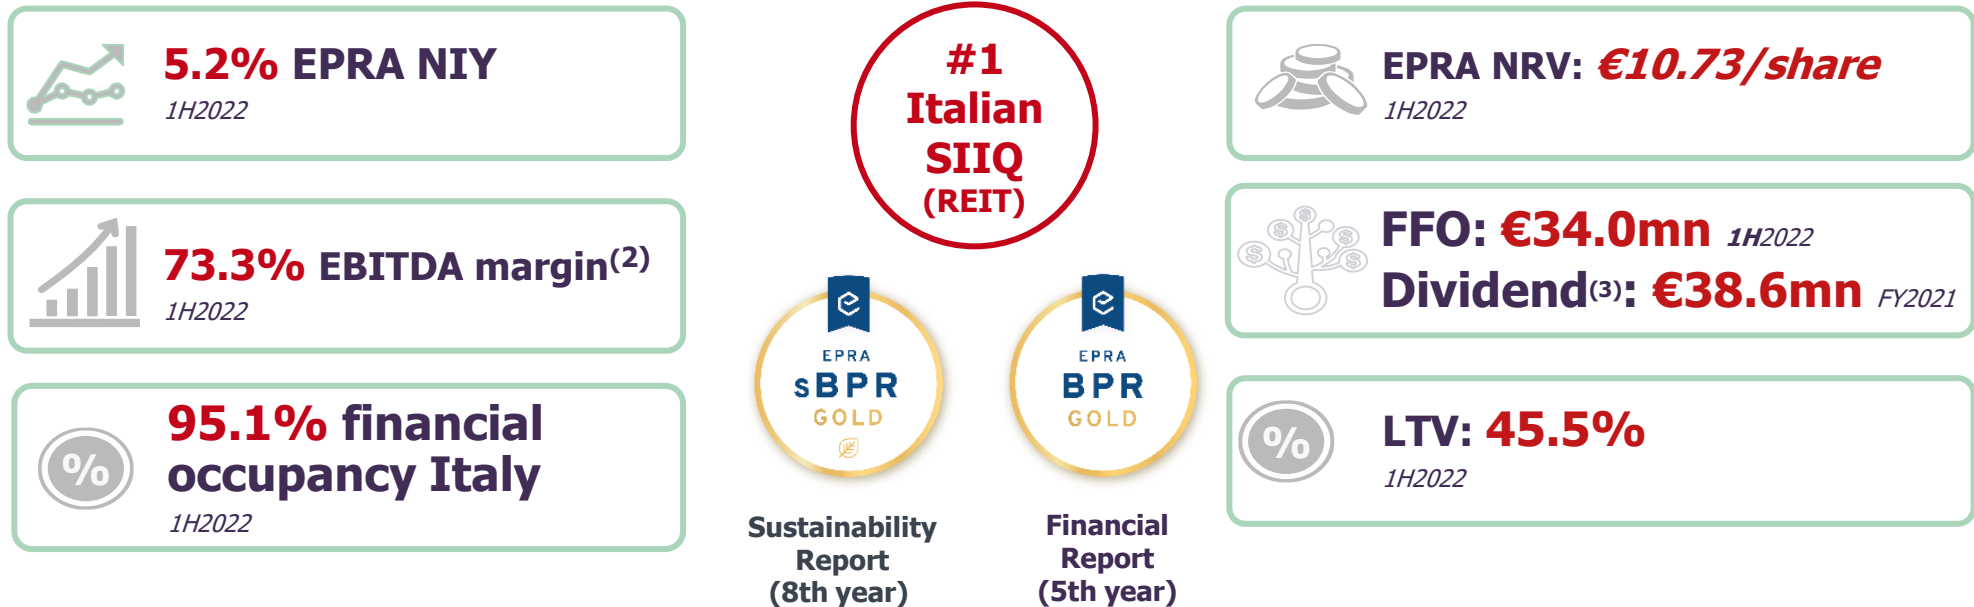 5.2% EPRA NIY
1H2022
73.3% EBITDA margin(2)
1H2022
%
95.1% financial
occupancy Italy
1H2022
#1
Italian
SIIQ
(REIT)
EPRA
sBPR
GOLD
Sustainability
Report
(8th year)
EPRA
BPR
GOLD
Financial
Report
(5th year)
EPRA NRV: €10.73/share
1H2022
$ $ $ $ $
FFO: €34.0mn 1H2022
Dividend(3): €38.6mn FY2021
%
LTV: 45.5%
1H2022